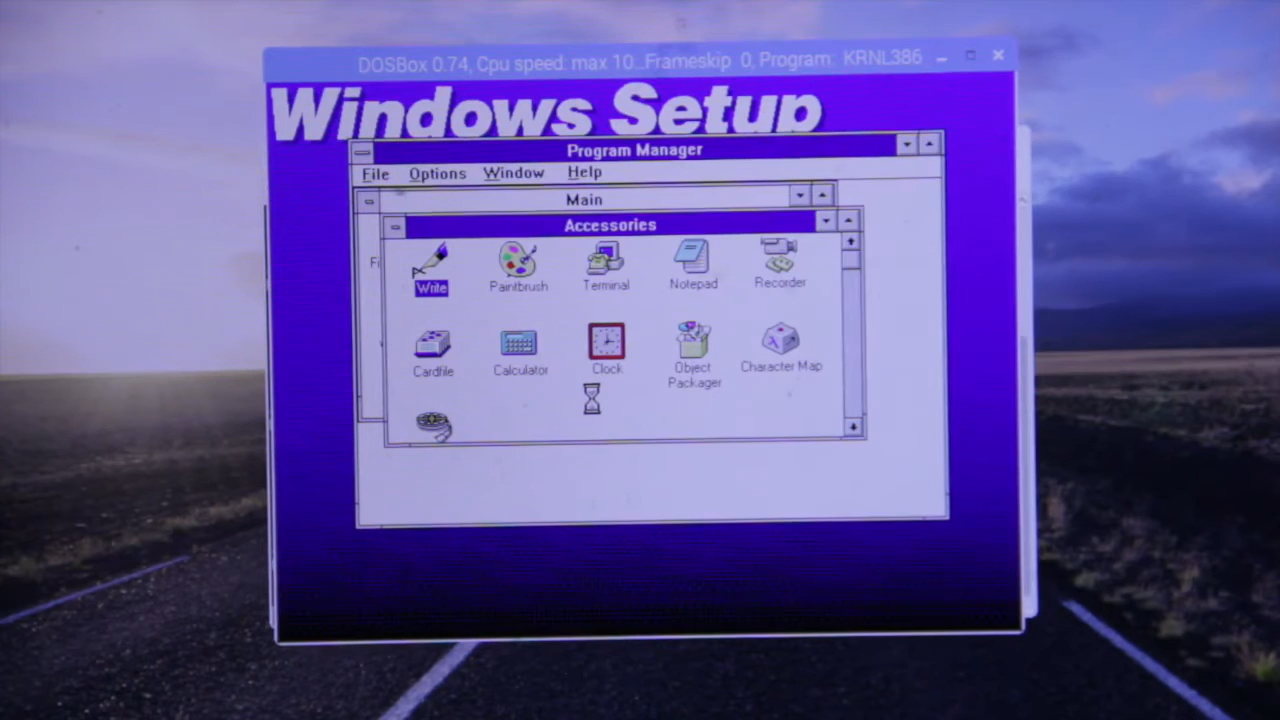 DOSBox 0.74, Cpu speed: max 10...Frameskip 0, Program: KRNL386
Windows Setup
Program Manager
File Options Window Help
Main
Accessories
Fi
Write Paintbrush Terminal Notepad Recorder
Cardfile Calculator Clock Object Packager Character Map